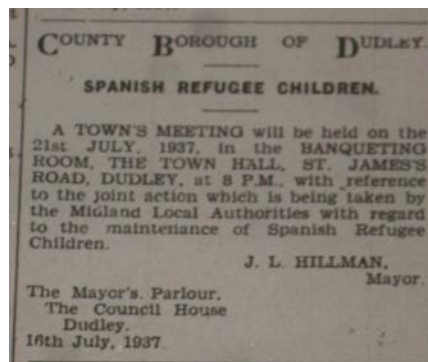 COUNTY BOROUGH OF DUDLEY.
SPANISH REFUGEE CHILDREN.
A TOWN'S MEETING will be held on the
21st JULY, 1937, in the BANQUETING
ROOM, THE TOWN HALL, ST. JAMES'S
ROAD, DUDLEY, at 8 P.M., with reference
to the joint action which is being taken by
the Midland Local Authorities with regard
to the maintenance of Spanish Refugee
Children.
J. L. HILLMAN,
Mayor.
The Mayor's. Parlour,
The Council House
Dudley.
16th July, 1937.